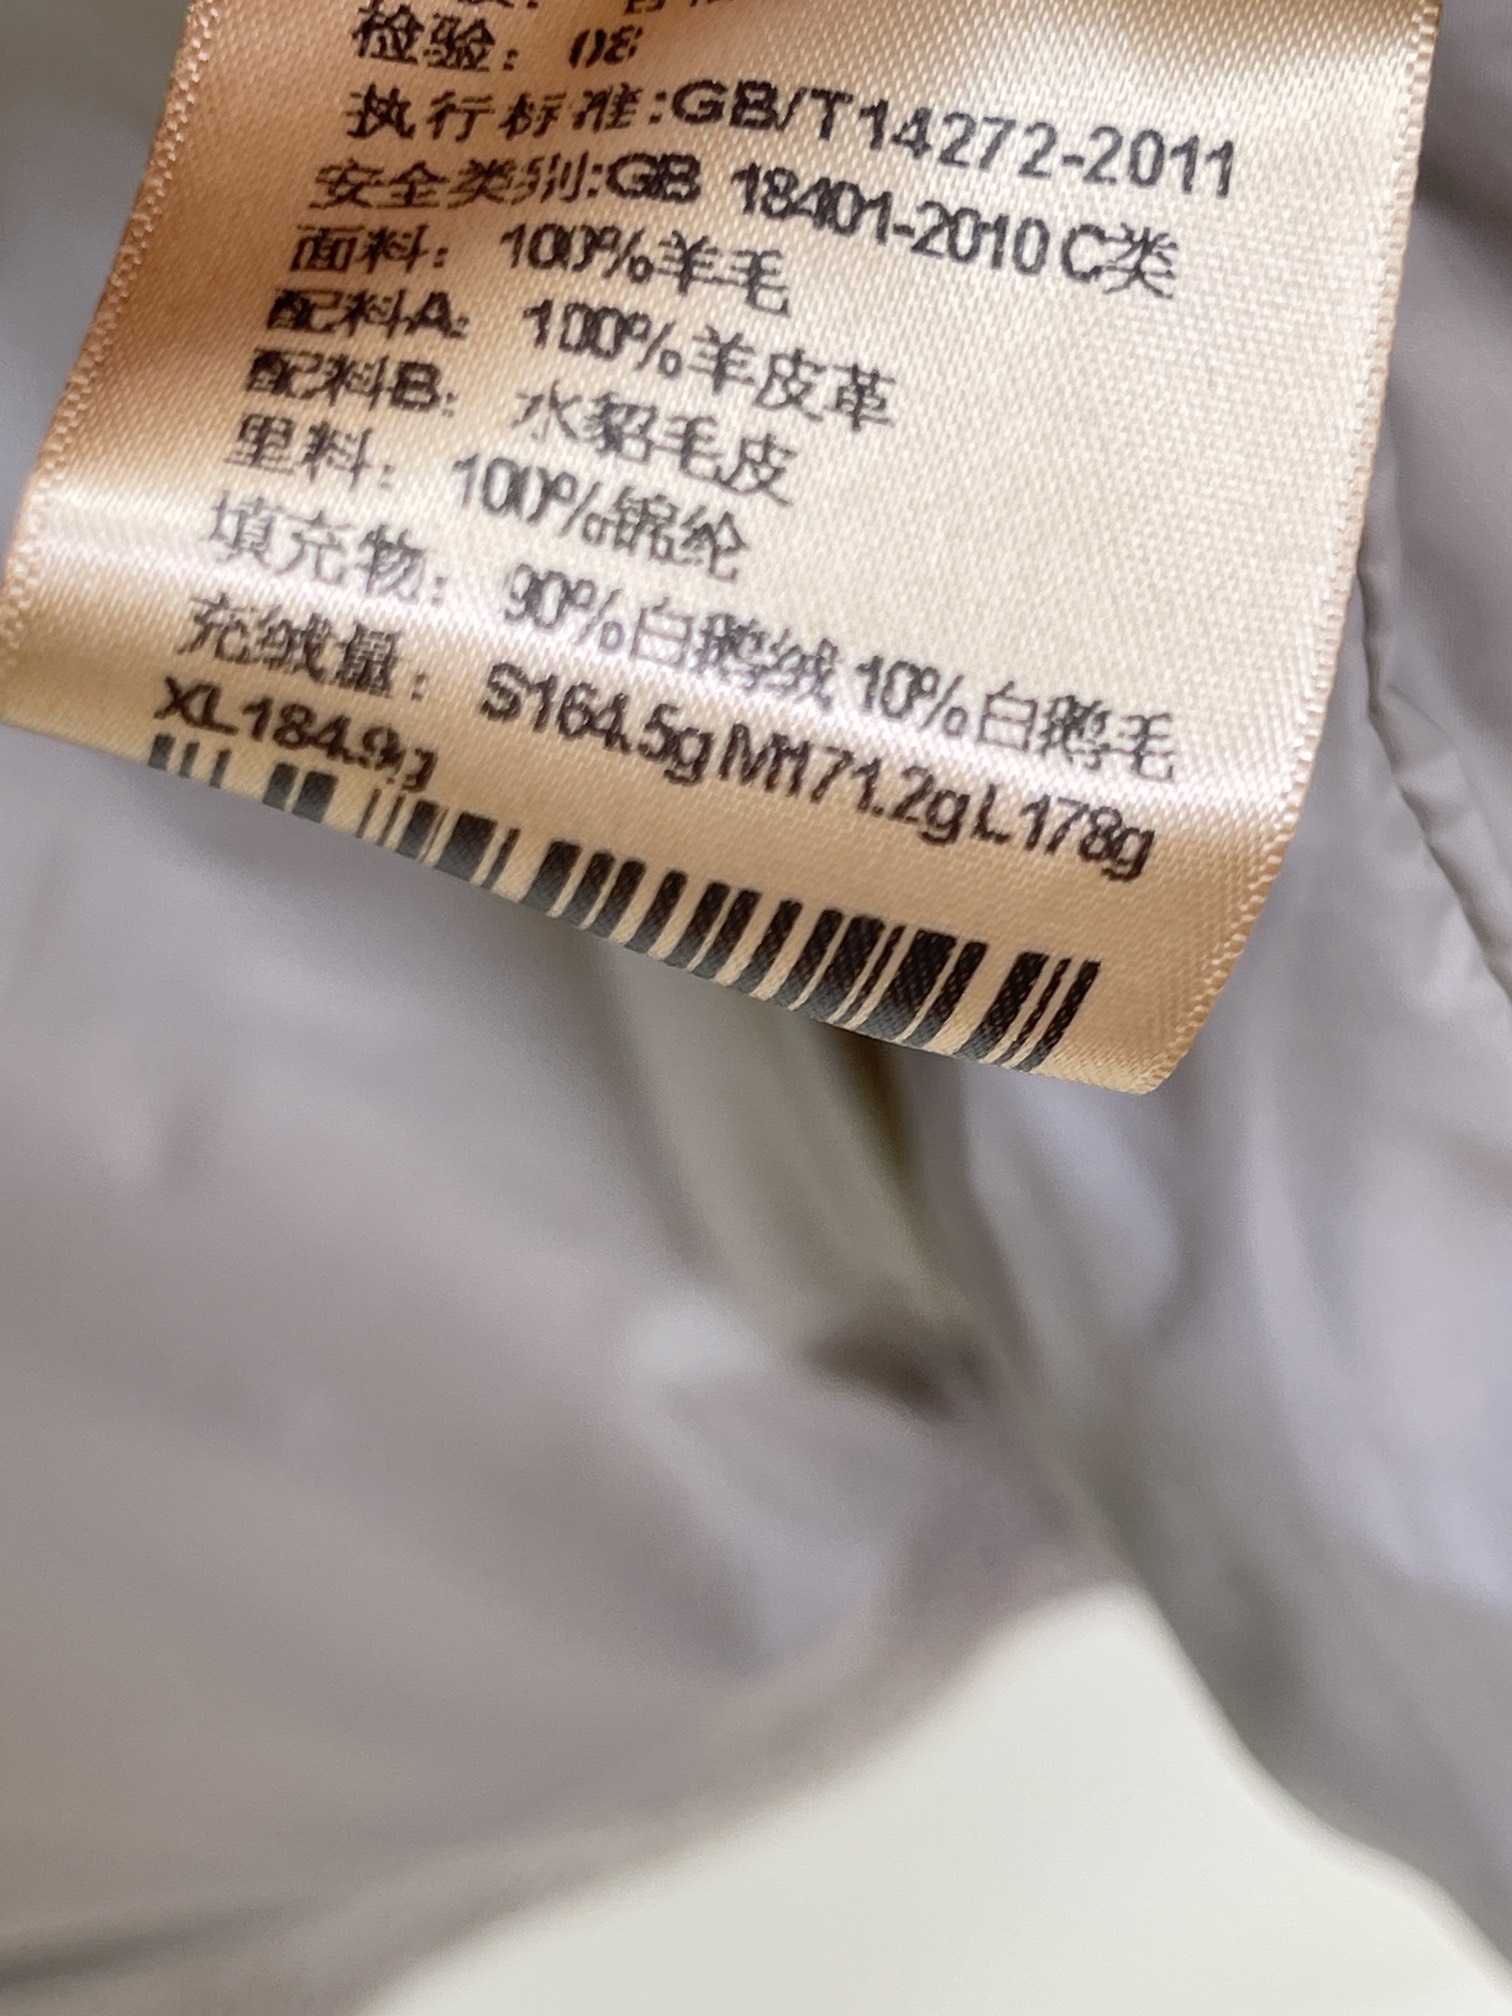 检验: 08
执行标准:GB/T14272-2011
安全类别:GB 18401-2010 C类
面料: 100%羊毛
配料A: 100%羊皮革
配料B: 水貂毛皮
里料: 100%锦纶
填充物: 90%白鹅绒 10%白鹅毛
充绒量: S164.5g M171.2g L178g
XL184.9g